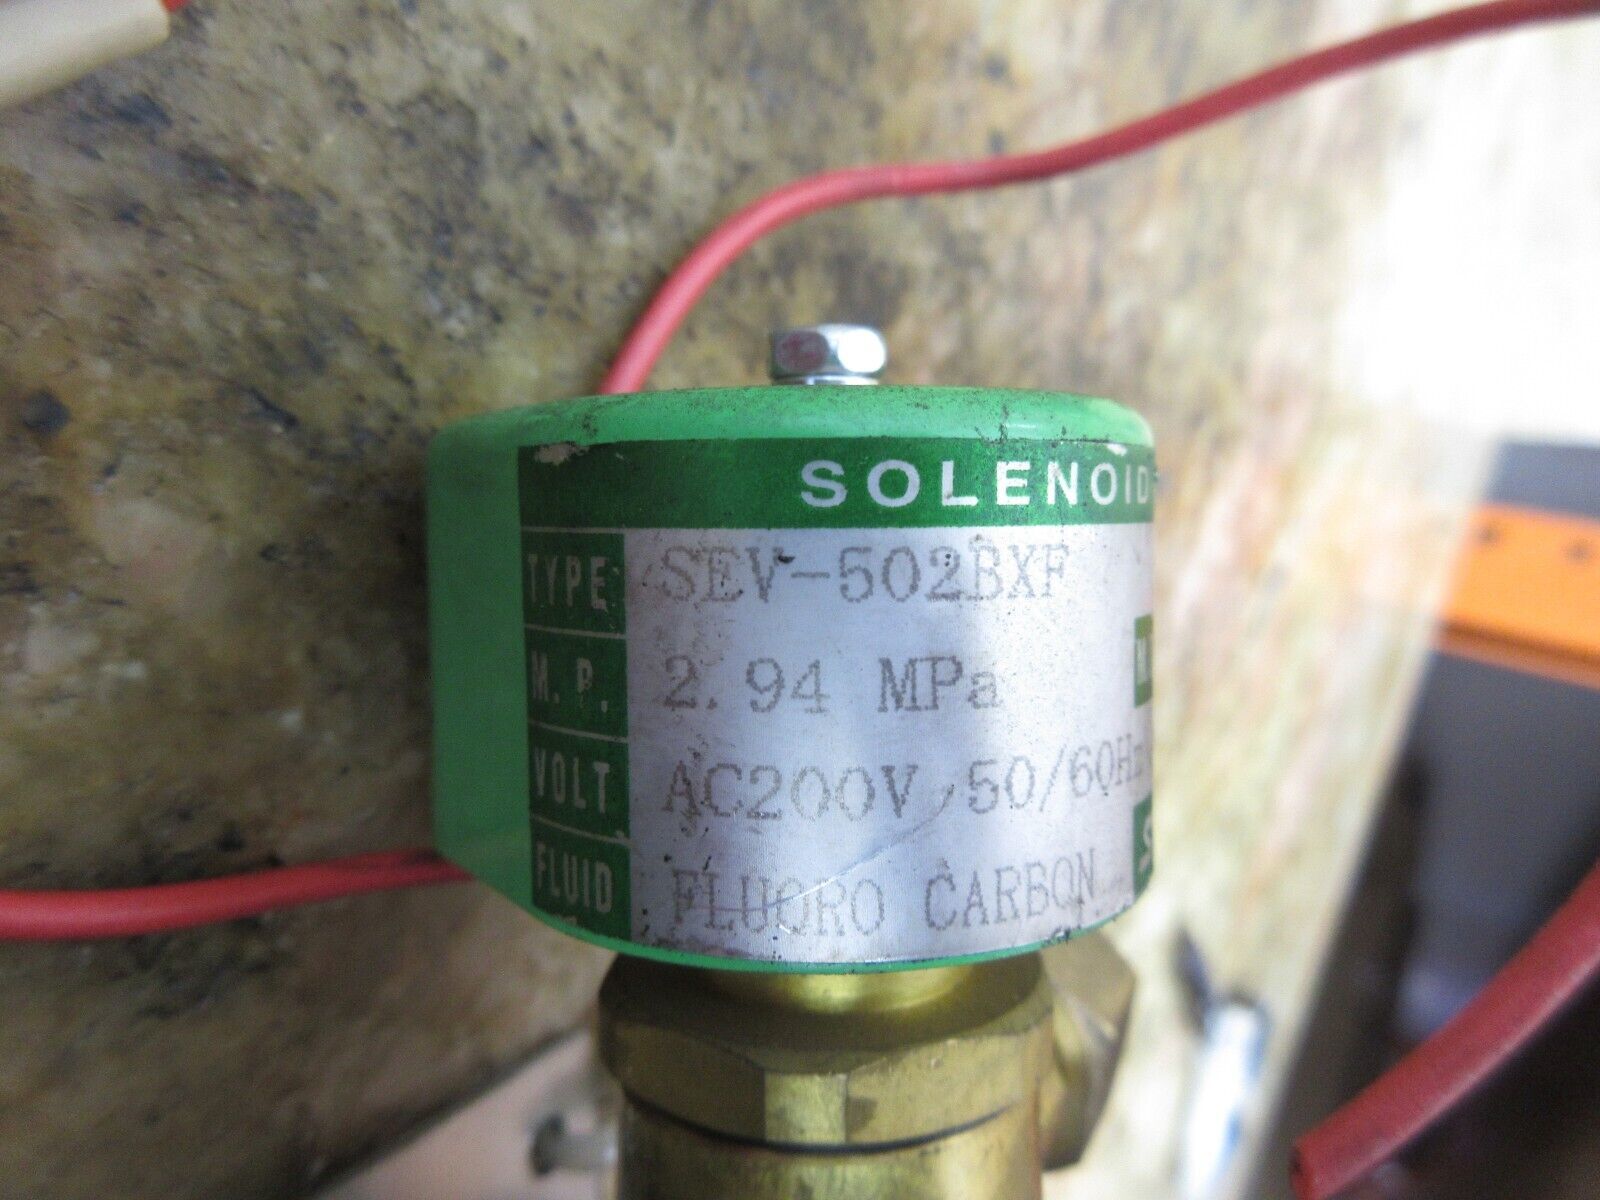 SOLENOID
TYPE SEV-502BXF
M.P. 2.94 MPa
VOLT AC200V 50/60Hz
FLUID FLUORO CARBON